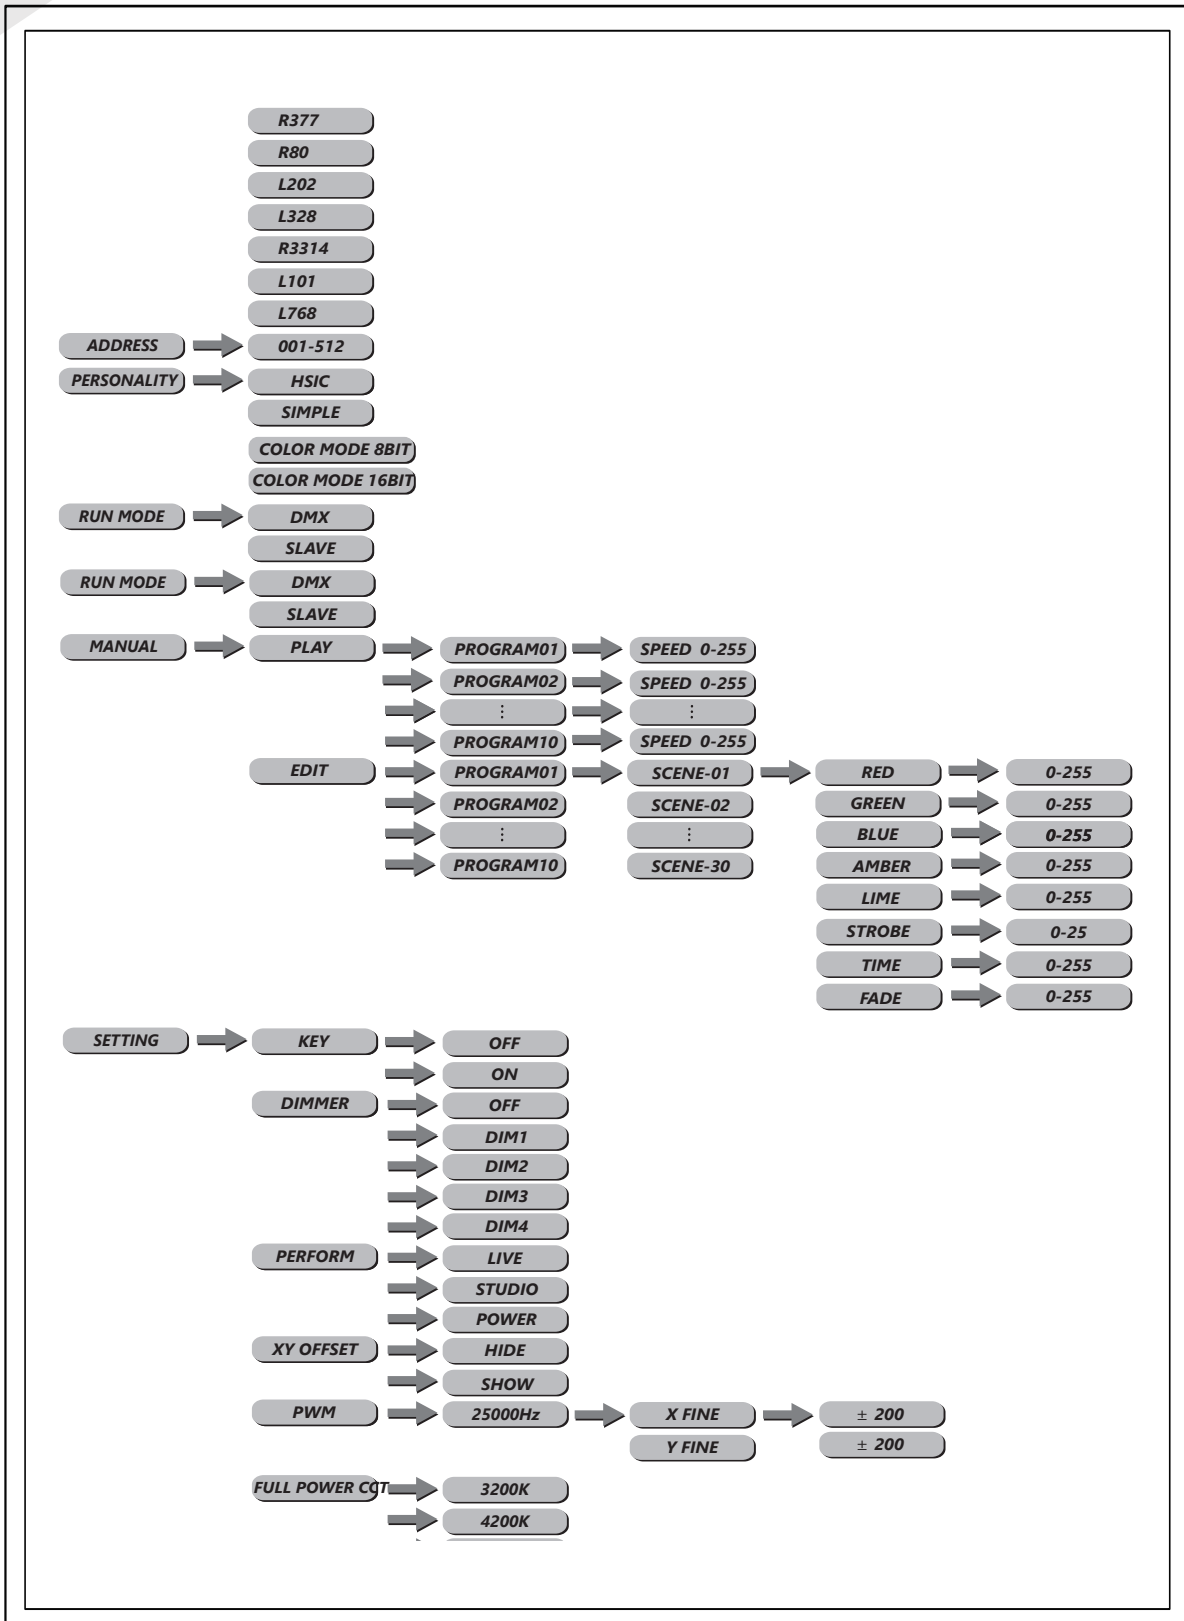 R377
R80
L202
L328
R3314
L101
L768
ADDRESS 001-512
PERSONALITY HSIC
SIMPLE
COLOR MODE 8BIT
COLOR MODE 16BIT
RUN MODE DMX
SLAVE
RUN MODE DMX
SLAVE
MANUAL PLAY PROGRAM01 SPEED 0-255
PROGRAM02 SPEED 0-255
⋮ ⋮
PROGRAM10 SPEED 0-255
EDIT PROGRAM01 SCENE-01 RED 0-255
PROGRAM02 SCENE-02 GREEN 0-255
⋮ ⋮ BLUE 0-255
PROGRAM10 SCENE-30 AMBER 0-255
LIME 0-255
STROBE 0-25
TIME 0-255
FADE 0-255
SETTING KEY OFF
ON
DIMMER OFF
DIM1
DIM2
DIM3
DIM4
PERFORM LIVE
STUDIO
POWER
XY OFFSET HIDE
SHOW
PWM 25000Hz X FINE ± 200
Y FINE ± 200
FULL POWER CCT 3200K
4200K